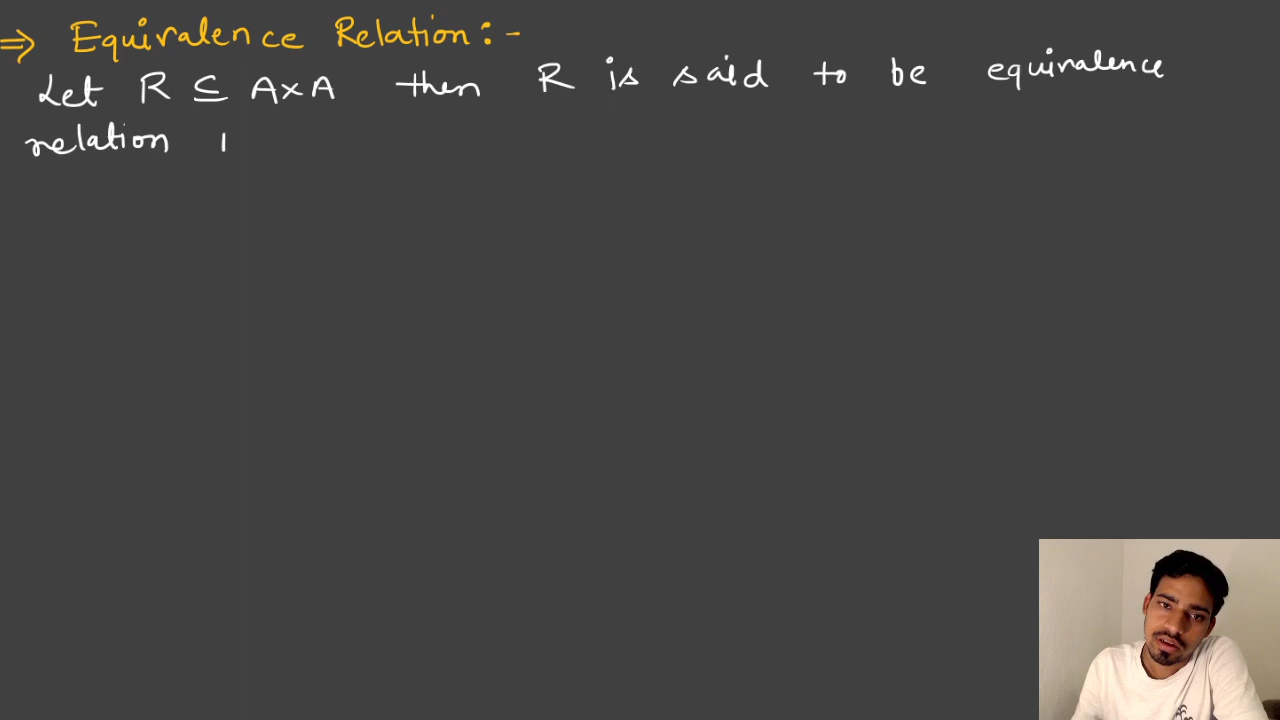 ⇒ Equivalence Relation:-
Let R ⊆ A×A then R is said to be equivalence
relation